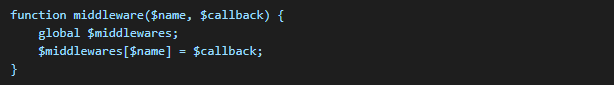 function middleware($name, $callback) {
    global $middlewares;
    $middlewares[$name] = $callback;
}